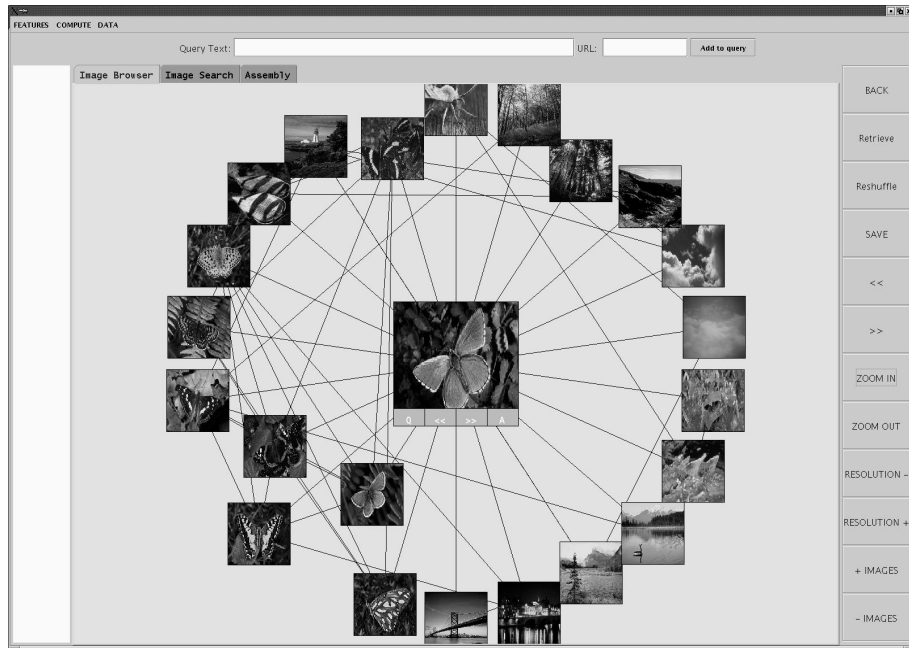 FEATURES COMPUTE DATA
Query Text: URL: Add to query
Image Browser Image Search Assembly
BACK
Retrieve
Reshuffle
SAVE
<<
>>
ZOOM IN
ZOOM OUT
RESOLUTION -
RESOLUTION +
+ IMAGES
- IMAGES
Q << >> A